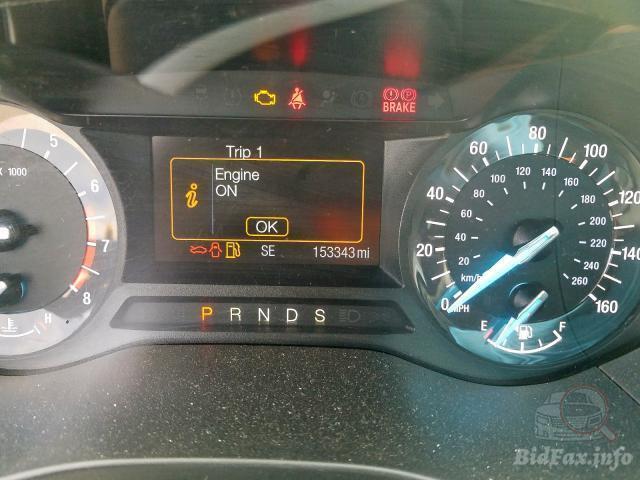 BRAKE
Trip 1
Engine
ON
OK
SE 153343 mi
P R N D S
x 1000
5
6
7
8
H
0 20 40 60 80 100 120 140 160
MPH
20 40 60 80 100 120 140 160 180 200 220 240 260
km/h
E F
BidFax.info